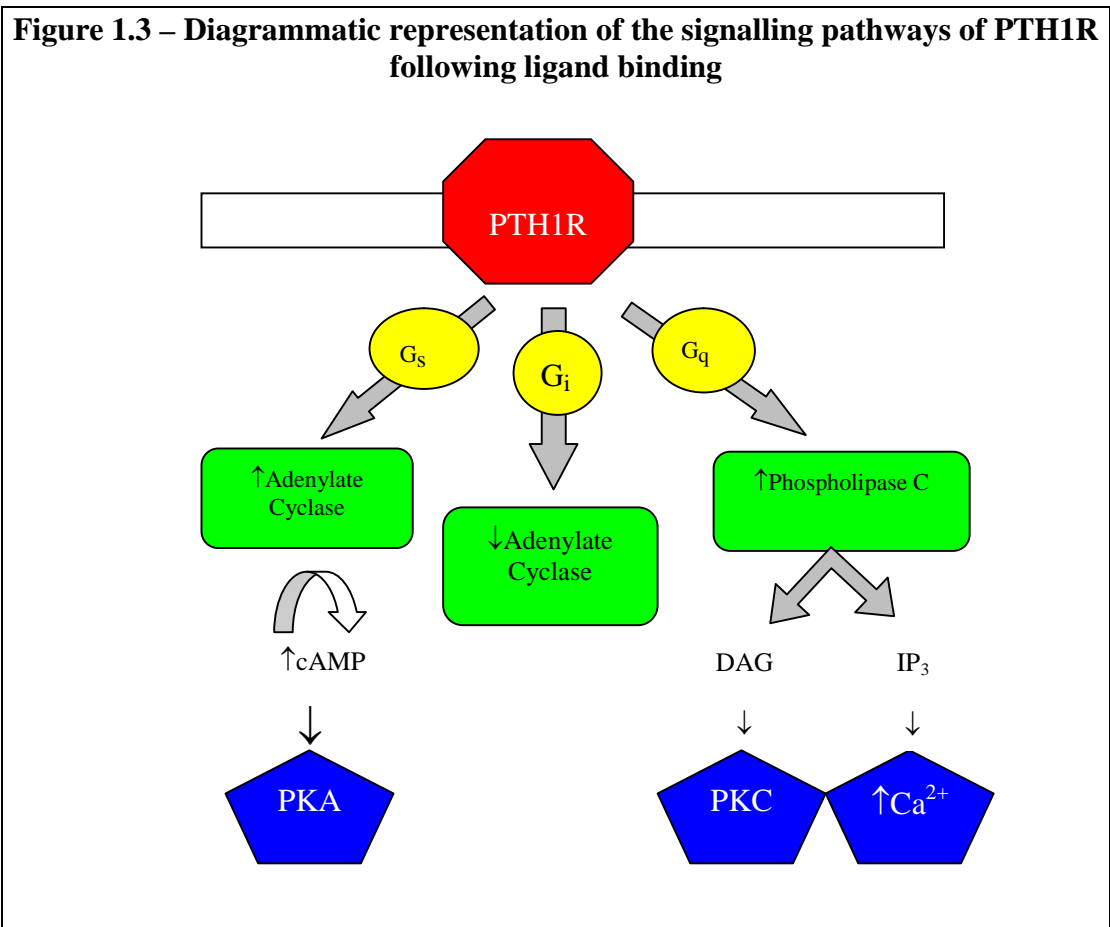 Figure 1.3 – Diagrammatic representation of the signalling pathways of PTH1R
following ligand binding
PTH1R
Gs
Gi
Gq
↑Adenylate
Cyclase
↓Adenylate
Cyclase
↑Phospholipase C
↑cAMP
DAG
IP3
↓
↓
↓
PKA
PKC
↑Ca2+